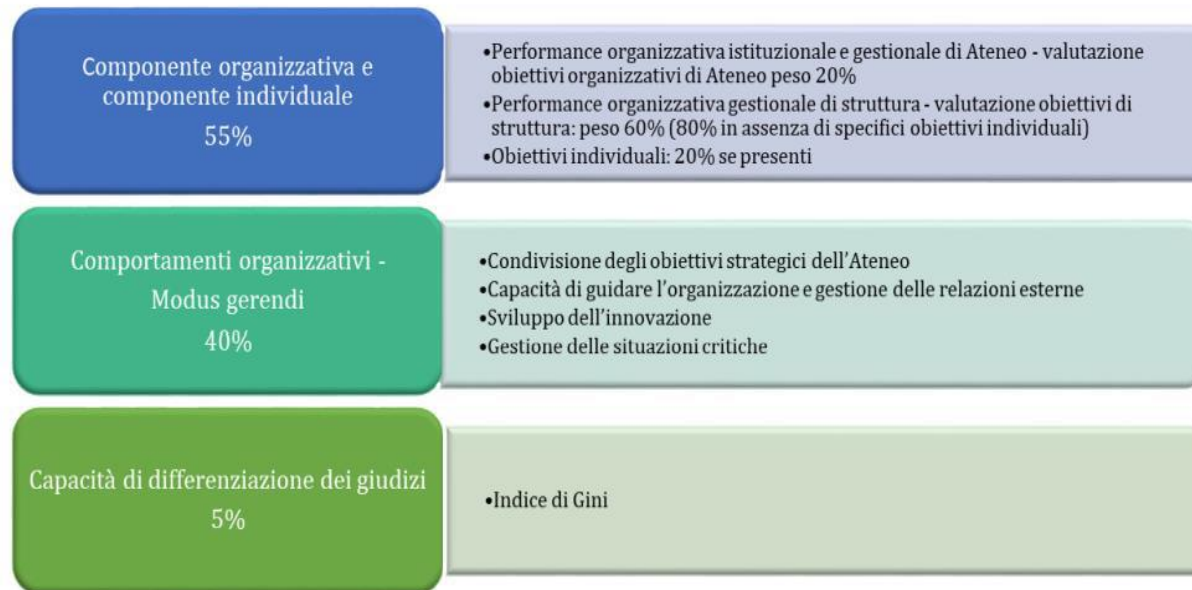 Componente organizzativa e
componente individuale
55%
•Performance organizzativa istituzionale e gestionale di Ateneo - valutazione
obiettivi organizzativi di Ateneo peso 20%
•Performance organizzativa gestionale di struttura - valutazione obiettivi di
struttura: peso 60% (80% in assenza di specifici obiettivi individuali)
•Obiettivi individuali: 20% se presenti
Comportamenti organizzativi -
Modus gerendi
40%
•Condivisione degli obiettivi strategici dell'Ateneo
•Capacità di guidare l'organizzazione e gestione delle relazioni esterne
•Sviluppo dell'innovazione
•Gestione delle situazioni critiche
Capacità di differenziazione dei giudizi
5%
•Indice di Gini